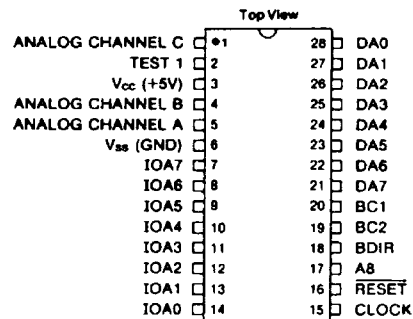 Top View
ANALOG CHANNEL C 1 28 DA0
TEST 1 2 27 DA1
Vcc (+5V) 3 26 DA2
ANALOG CHANNEL B 4 25 DA3
ANALOG CHANNEL A 5 24 DA4
Vss (GND) 6 23 DA5
IOA7 7 22 DA6
IOA6 8 21 DA7
IOA5 9 20 BC1
IOA4 10 19 BC2
IOA3 11 18 BDIR
IOA2 12 17 A8
IOA1 13 16 RESET
IOA0 14 15 CLOCK